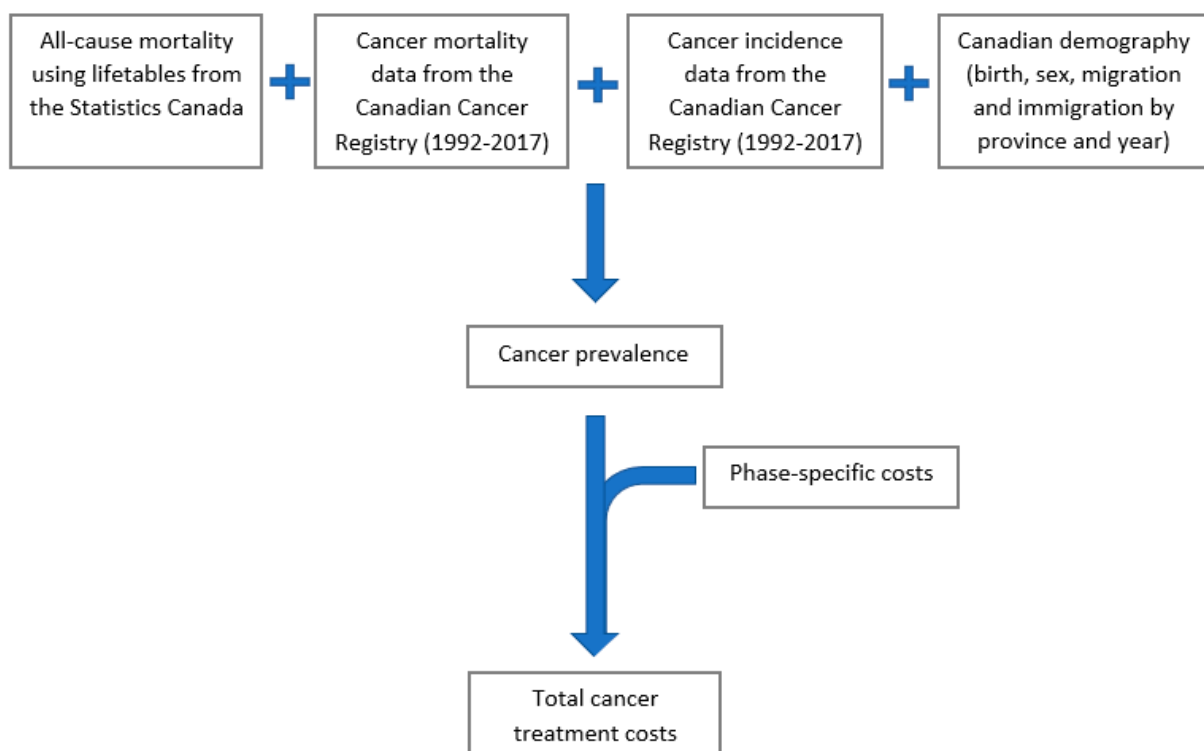 All-cause mortality
using lifetables from
the Statistics Canada
Cancer mortality
data from the
Canadian Cancer
Registry (1992-2017)
Cancer incidence
data from the
Canadian Cancer
Registry (1992-2017)
Canadian demography
(birth, sex, migration
and immigration by
province and year)
Cancer prevalence
Phase-specific costs
Total cancer
treatment costs